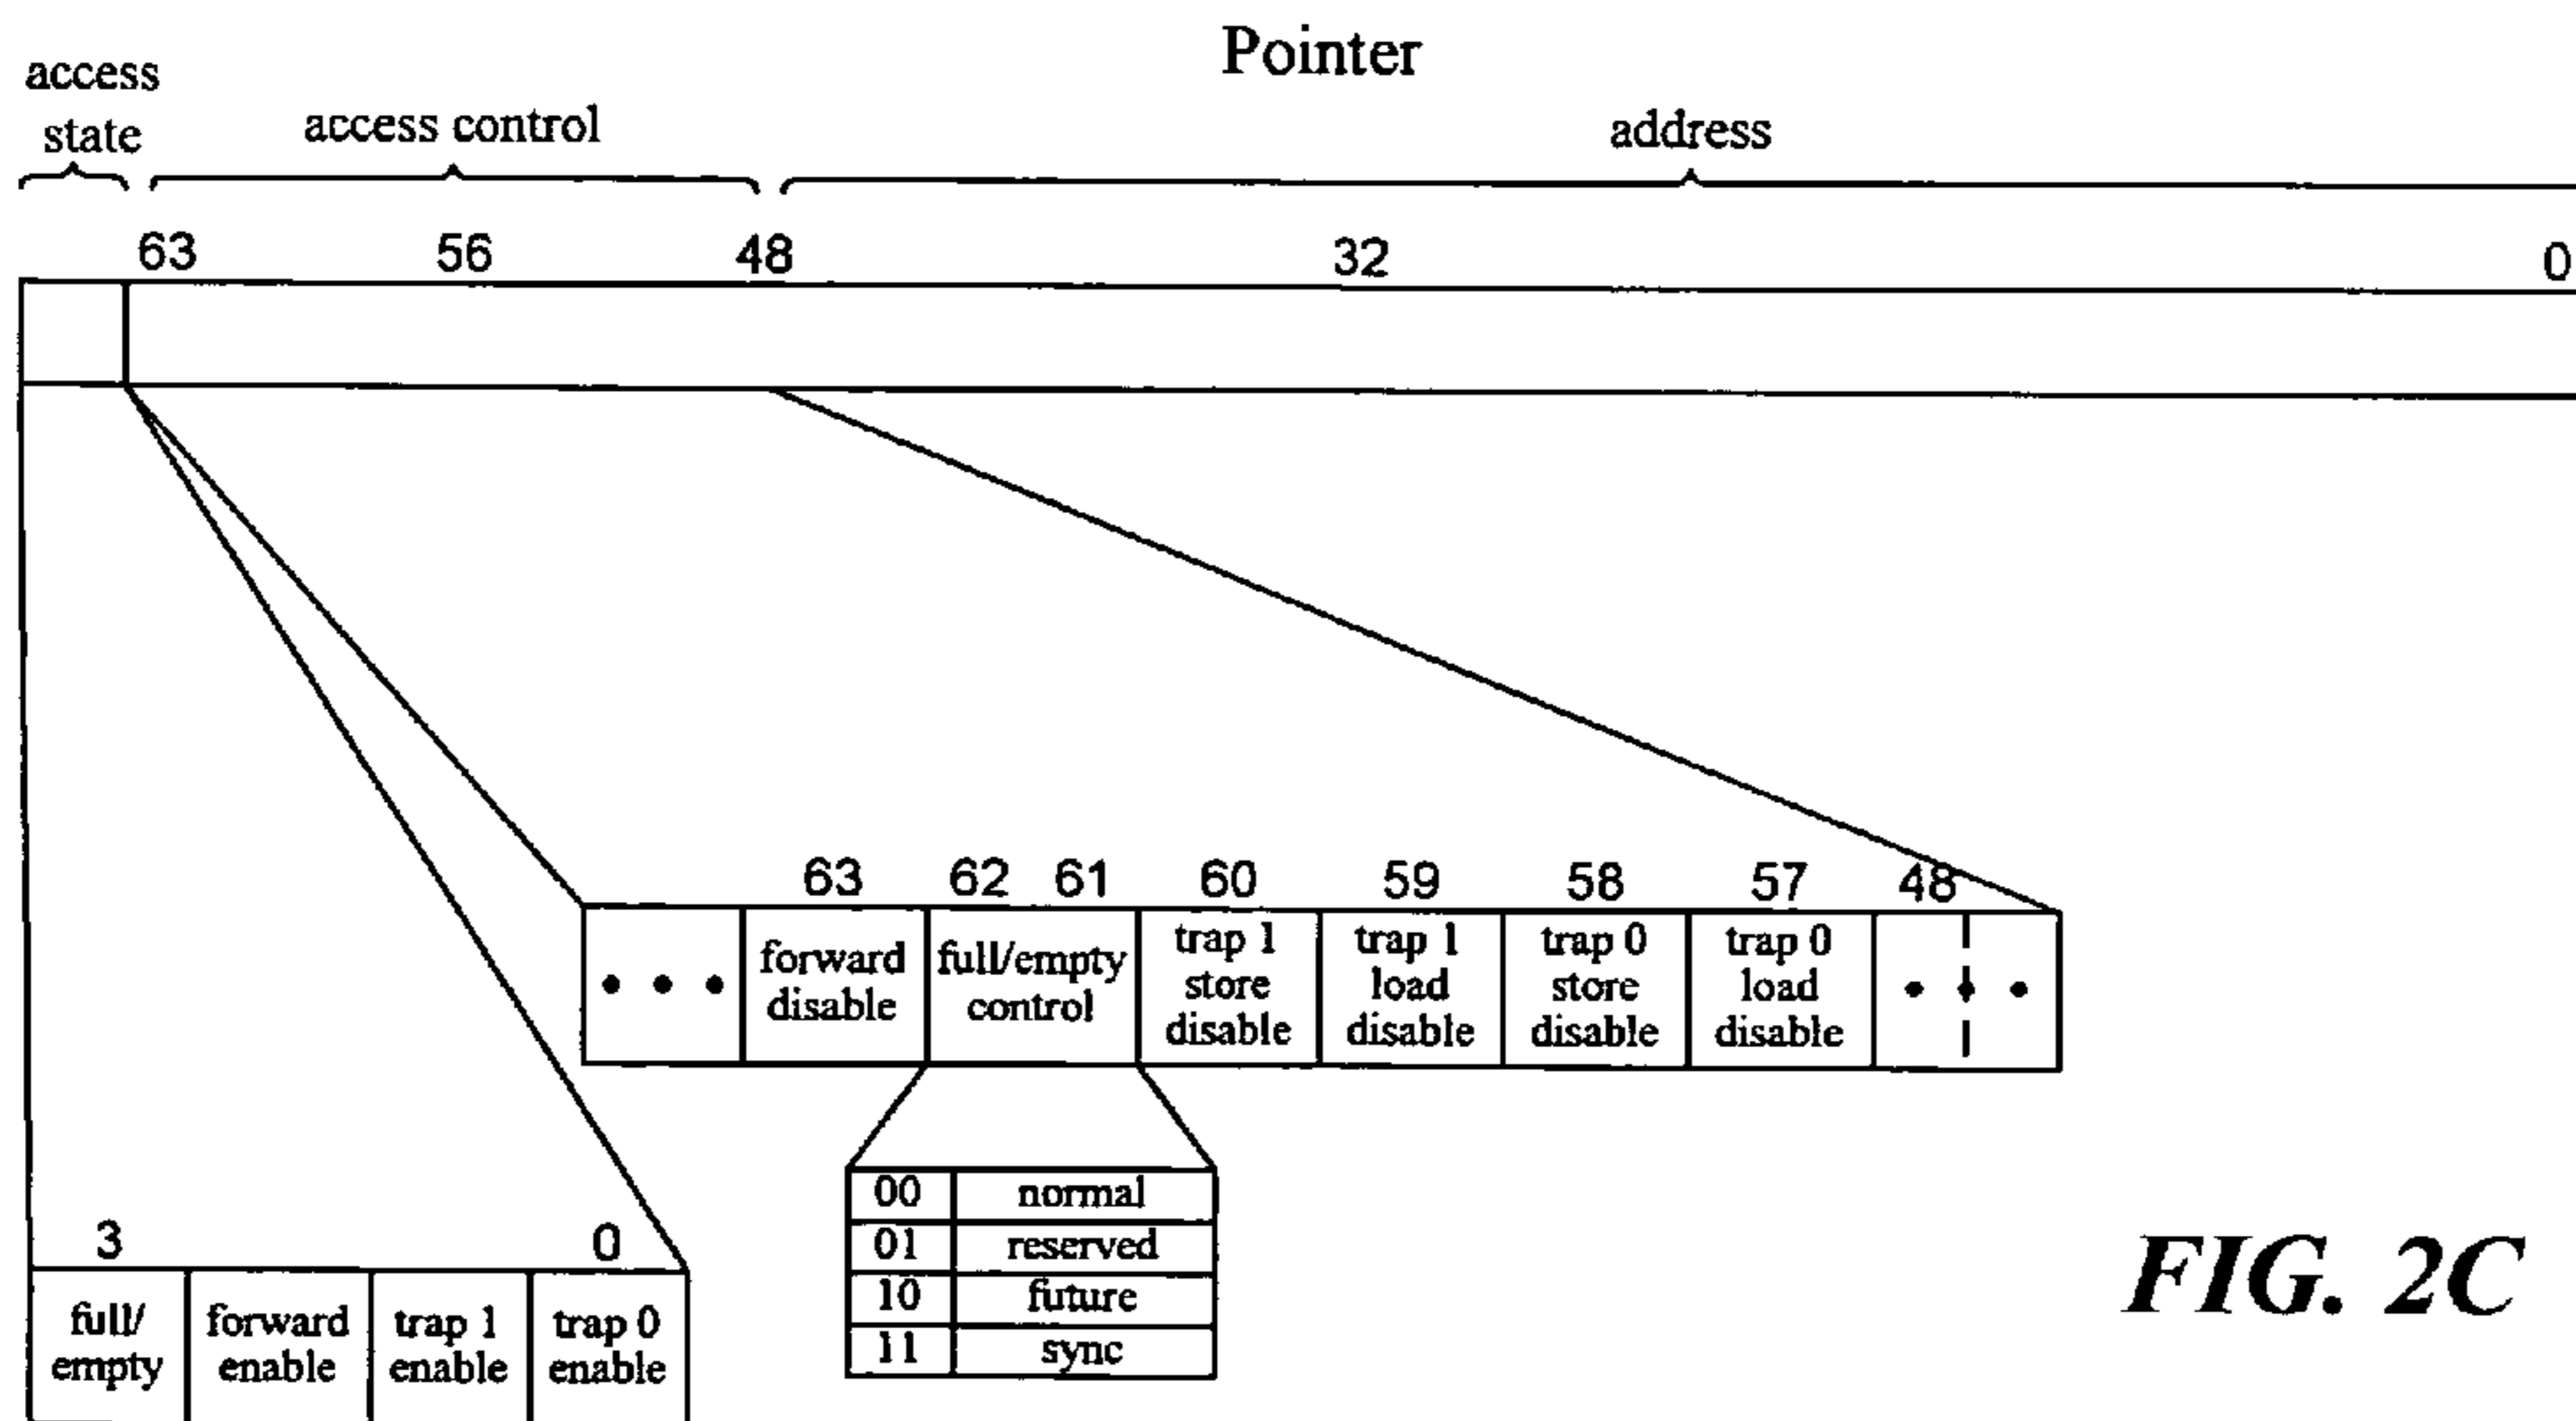 Pointer
access
state
access control
address
63 56 48 32 0
63 62 61 60 59 58 57 48
• • •
forward
disable
full/empty
control
trap 1
store
disable
trap 1
load
disable
trap 0
store
disable
trap 0
load
disable
• • •
00 normal
01 reserved
10 future
11 sync
3 0
full/
empty
forward
enable
trap 1
enable
trap 0
enable
FIG. 2C